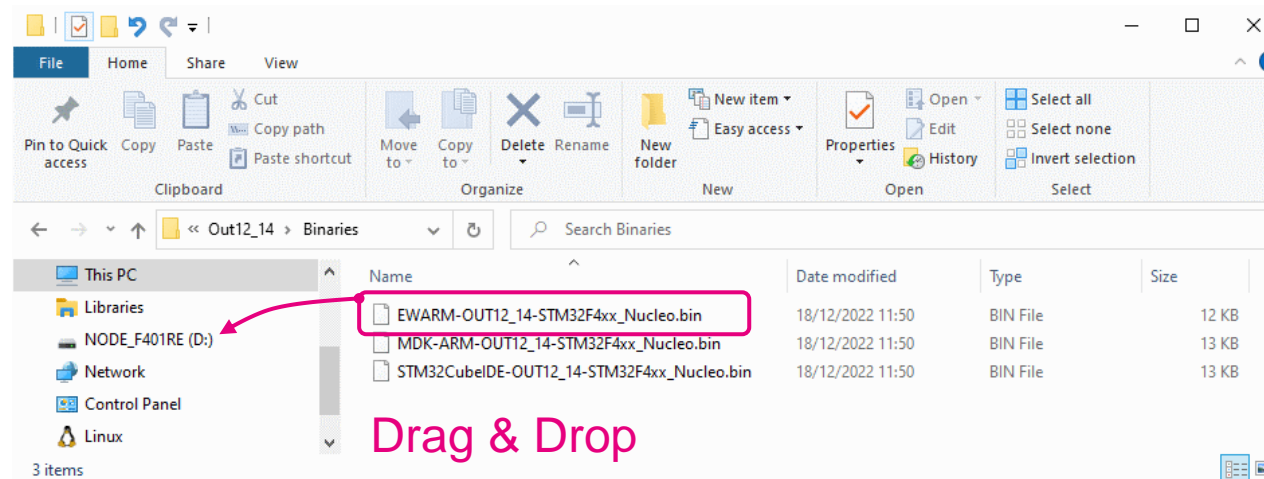 File Home Share View
Pin to Quick access
Copy
Paste
Cut
Copy path
Paste shortcut
Clipboard
Move to
Copy to
Delete
Rename
Organize
New folder
New item
Easy access
New
Properties
Open
Edit
History
Open
Select all
Select none
Invert selection
Select
« Out12_14 › Binaries
Search Binaries
This PC
Libraries
NODE_F401RE (D:)
Network
Control Panel
Linux
Name Date modified Type Size
EWARM-OUT12_14-STM32F4xx_Nucleo.bin 18/12/2022 11:50 BIN File 12 KB
MDK-ARM-OUT12_14-STM32F4xx_Nucleo.bin 18/12/2022 11:50 BIN File 13 KB
STM32CubeIDE-OUT12_14-STM32F4xx_Nucleo.bin 18/12/2022 11:50 BIN File 13 KB
Drag & Drop
3 items